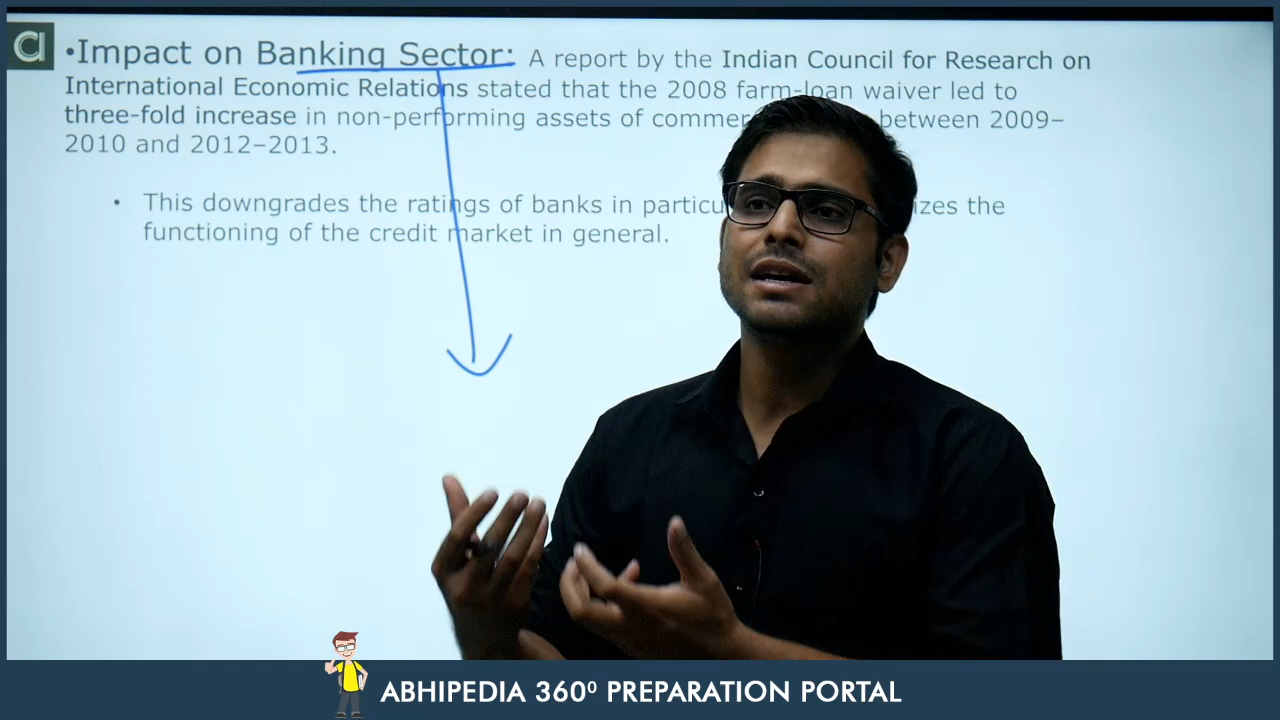 •Impact on Banking Sector: A report by the Indian Council for Research on
International Economic Relations stated that the 2008 farm-loan waiver led to
three-fold increase in non-performing assets of between 2009–
2010 and 2012–2013.
• This downgrades the ratings of banks in the
functioning of the credit market in general.
ABHIPEDIA 360⁰ PREPARATION PORTAL